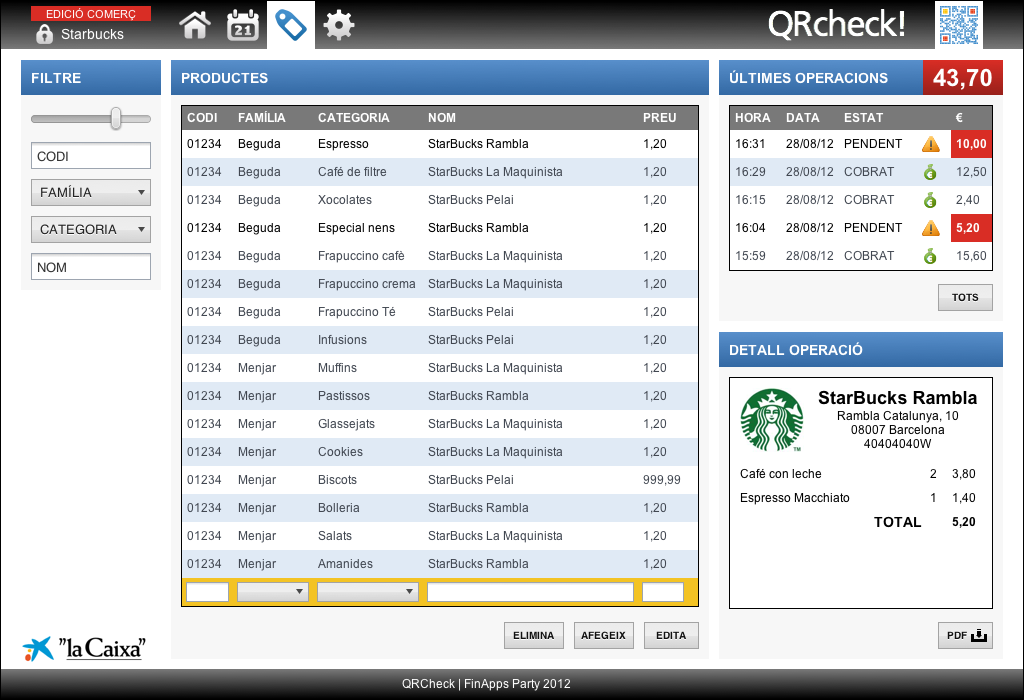 EDICIÓ COMERÇ
Starbucks
21
QRcheck!
FILTRE
CODI
FAMÍLIA
CATEGORIA
NOM
PRODUCTES
CODI FAMÍLIA CATEGORIA NOM PREU
01234 Beguda Espresso StarBucks Rambla 1,20
01234 Beguda Café de filtre StarBucks La Maquinista 1,20
01234 Beguda Xocolates StarBucks Pelai 1,20
01234 Beguda Especial nens StarBucks Rambla 1,20
01234 Beguda Frapuccino cafè StarBucks La Maquinista 1,20
01234 Beguda Frapuccino crema StarBucks La Maquinista 1,20
01234 Beguda Frapuccino Té StarBucks Pelai 1,20
01234 Beguda Infusions StarBucks Pelai 1,20
01234 Menjar Muffins StarBucks La Maquinista 1,20
01234 Menjar Pastissos StarBucks Rambla 1,20
01234 Menjar Glassejats StarBucks La Maquinista 1,20
01234 Menjar Cookies StarBucks La Maquinista 1,20
01234 Menjar Biscots StarBucks Pelai 999,99
01234 Menjar Bolleria StarBucks Rambla 1,20
01234 Menjar Salats StarBucks La Maquinista 1,20
01234 Menjar Amanides StarBucks Rambla 1,20
ELIMINA AFEGEIX EDITA
ÚLTIMES OPERACIONS 43,70
HORA DATA ESTAT €
16:31 28/08/12 PENDENT 10,00
16:29 28/08/12 COBRAT € 12,50
16:15 28/08/12 COBRAT € 2,40
16:04 28/08/12 PENDENT 5,20
15:59 28/08/12 COBRAT € 15,60
TOTS
DETALL OPERACIÓ
StarBucks Rambla
Rambla Catalunya, 10
08007 Barcelona
40404040W
TM
Café con leche 2 3,80
Espresso Macchiato 1 1,40
TOTAL 5,20
PDF
"la Caixa"
QRCheck | FinApps Party 2012